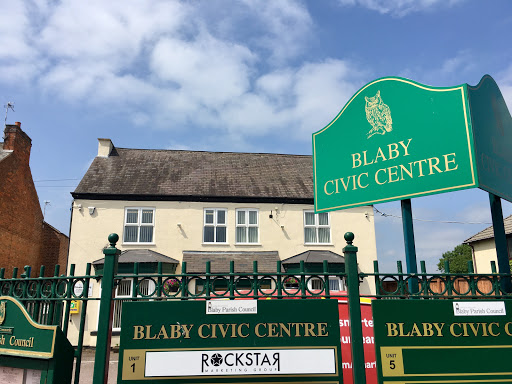 BLABY
CIVIC CENTRE
Blaby Parish Council
Blaby Parish Council
BLABY CIVIC CENTRE
BLABY CIVIC CENTRE
Council
UNIT
1
ROCKSTAR
MARKETING GROUP
UNIT
5